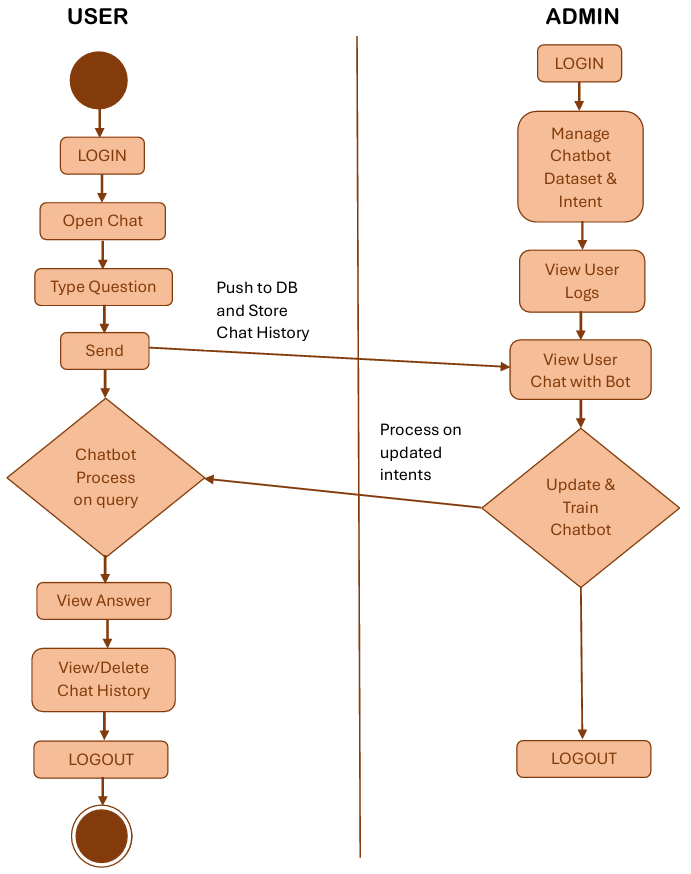 USER
ADMIN
LOGIN
Open Chat
Type Question
Send
Push to DB
and Store
Chat History
Chatbot
Process
on query
View Answer
View/Delete
Chat History
LOGOUT
LOGIN
Manage
Chatbot
Dataset &
Intent
View User
Logs
View User
Chat with Bot
Process on
updated
intents
Update &
Train
Chatbot
LOGOUT